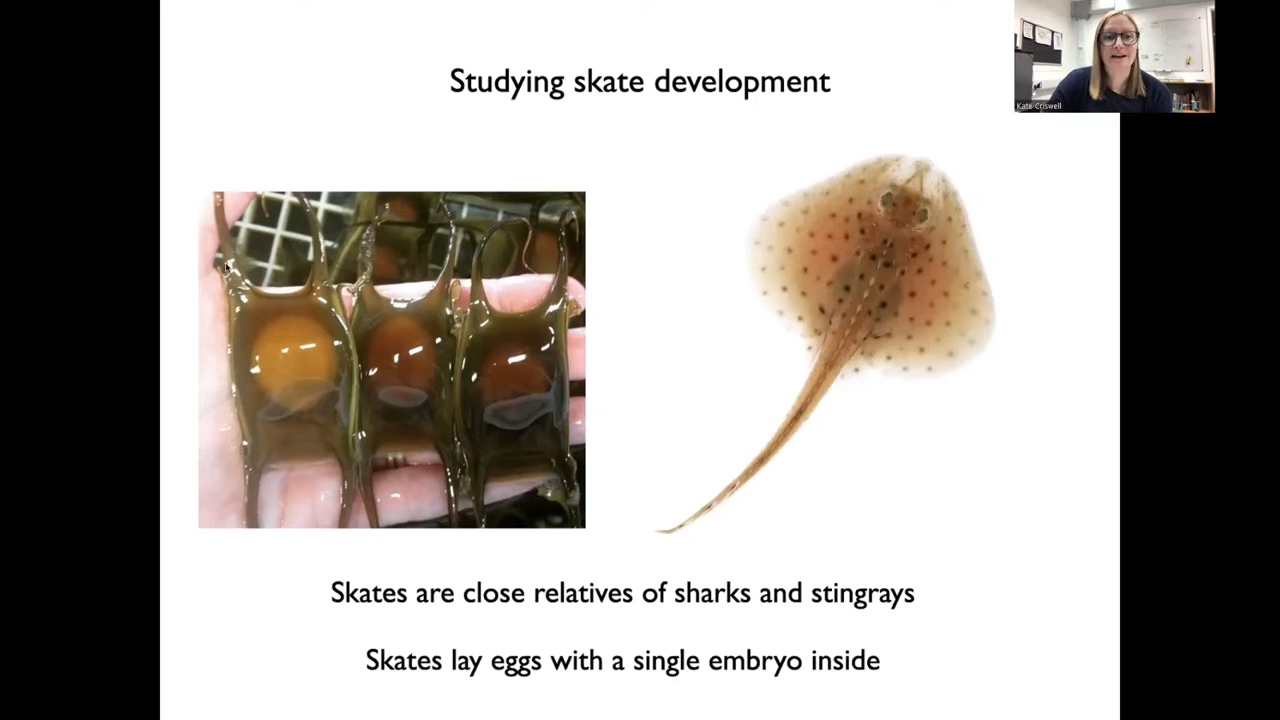 Studying skate development
Kate Criswell
Skates are close relatives of sharks and stingrays
Skates lay eggs with a single embryo inside